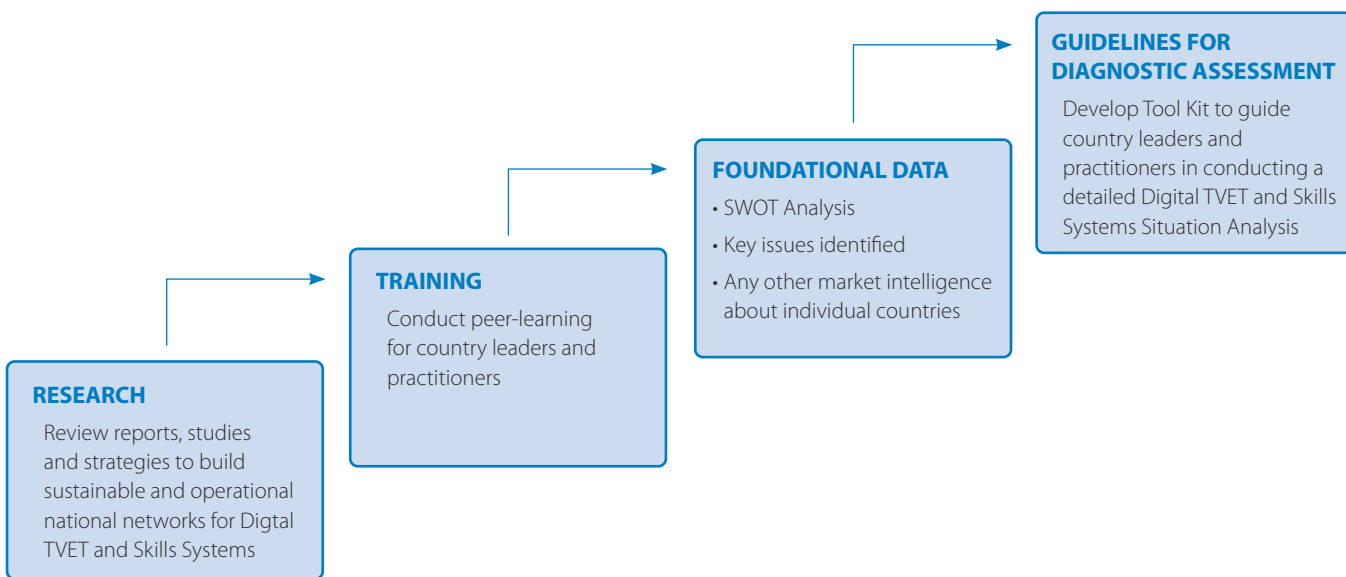 RESEARCH
Review reports, studies
and strategies to build
sustainable and operational
national networks for Digtal
TVET and Skills Systems
TRAINING
Conduct peer-learning
for country leaders and
practitioners
FOUNDATIONAL DATA
• SWOT Analysis
• Key issues identified
• Any other market intelligence
about individual countries
GUIDELINES FOR
DIAGNOSTIC ASSESSMENT
Develop Tool Kit to guide
country leaders and
practitioners in conducting a
detailed Digital TVET and Skills
Systems Situation Analysis